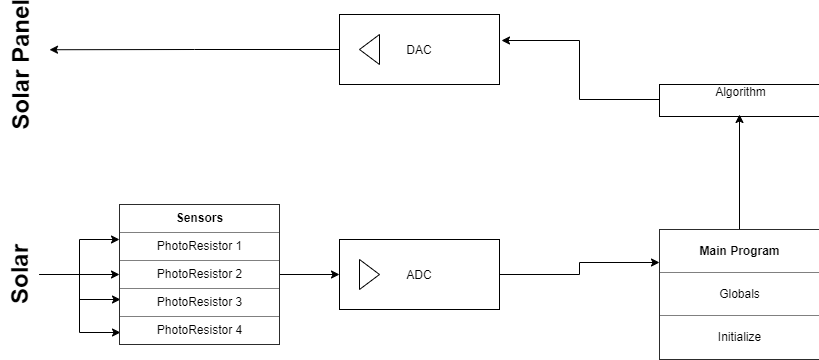 Solar Panel
DAC
Algorithm
Solar
Sensors
PhotoResistor 1
PhotoResistor 2
PhotoResistor 3
PhotoResistor 4
ADC
Main Program
Globals
Initialize